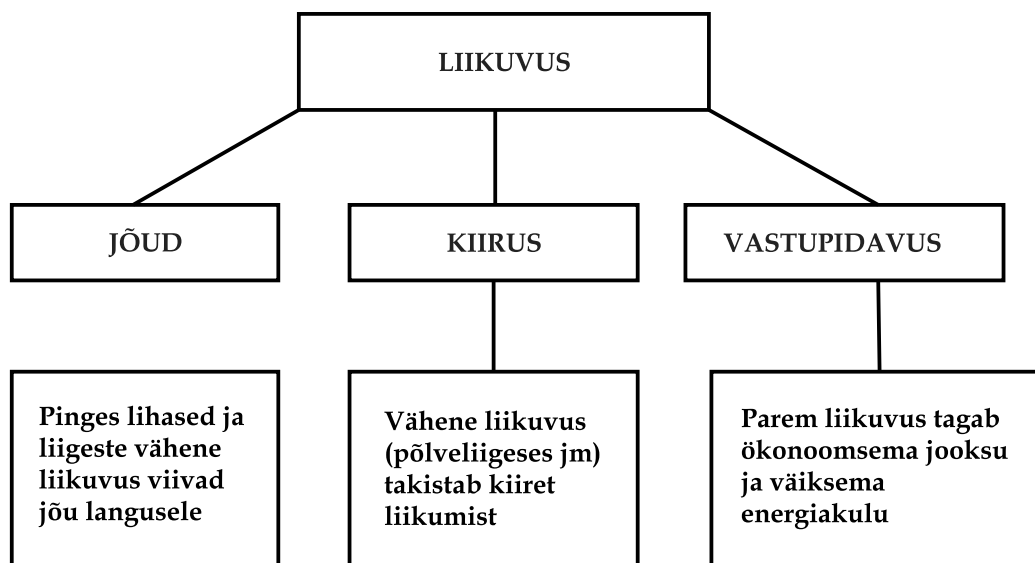 LIIKUVUS
JÕUD
KIIRUS
VASTUPIDAVUS
Pinges lihased ja
liigeste vähene
liikuvus viivad
jõu langusele
Vähene liikuvus
(põlveliigeses jm)
takistab kiiret
liikumist
Parem liikuvus tagab
ökonoomsema jooksu
ja väiksema
energiakulu